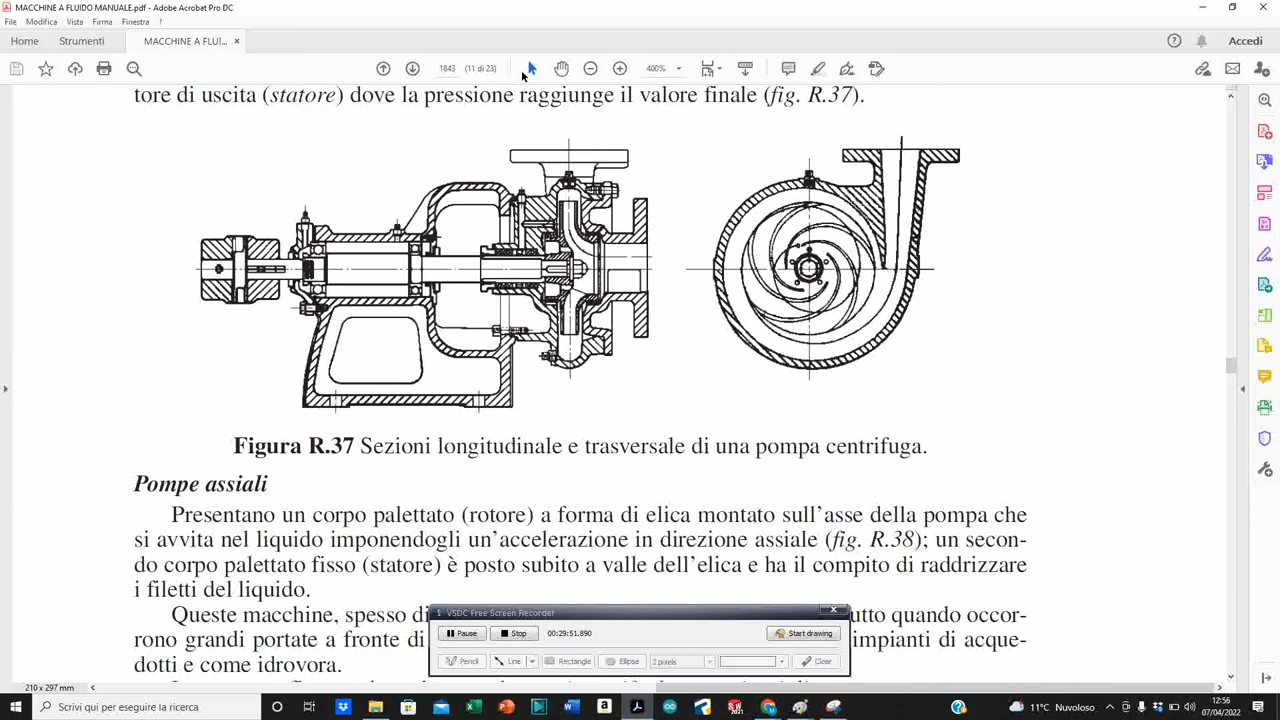 MACCHINE A FLUIDO MANUALE.pdf - Adobe Acrobat Pro DC
File Modifica Vista Firma Finestra ?
Home Strumenti MACCHINE A FLUI... × Accedi
1843 (11 di 23) 400%
tore di uscita (statore) dove la pressione raggiunge il valore finale (fig. R.37).
Figura R.37 Sezioni longitudinale e trasversale di una pompa centrifuga.
Pompe assiali
Presentano un corpo palettato (rotore) a forma di elica montato sull'asse della pompa che
si avvita nel liquido imponendogli un'accelerazione in direzione assiale (fig. R.38); un secon-
do corpo palettato fisso (statore) è posto subito a valle dell'elica e ha il compito di raddrizzare
i filetti del liquido.
Queste macchine, spesso di utto quando occor-
rono grandi portate a fronte di impianti di acque-
dotti e come idrovora.
VSDC Free Screen Recorder
Pause Stop 00:29:51.890 Start drawing
Pencil Line Rectangle Ellipse 2 pixels Clear
210 x 297 mm
Scrivi qui per eseguire la ricerca
11°C Nuvoloso
12:56
07/04/2022